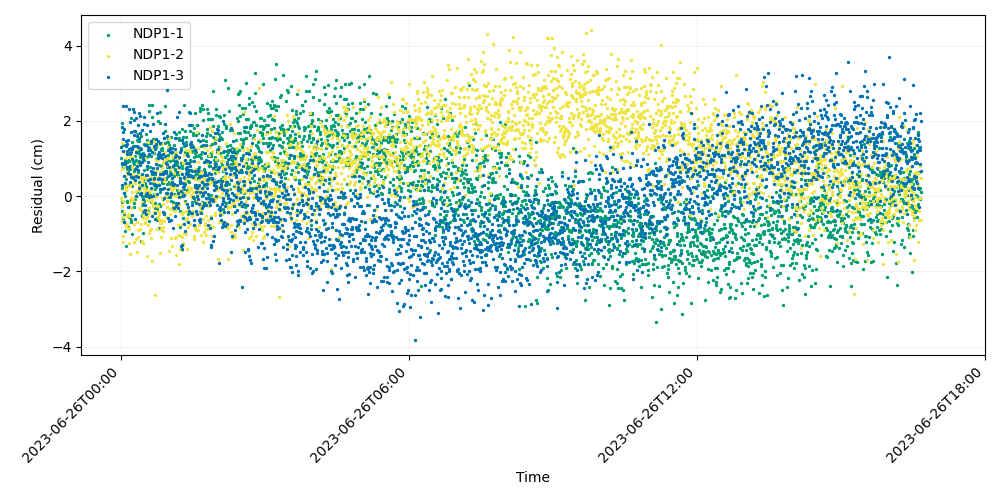 NDP1-1
NDP1-2
NDP1-3
Residual (cm)
4
2
0
−2
−4
2023-06-26T00:00
2023-06-26T06:00
2023-06-26T12:00
2023-06-26T18:00
Time